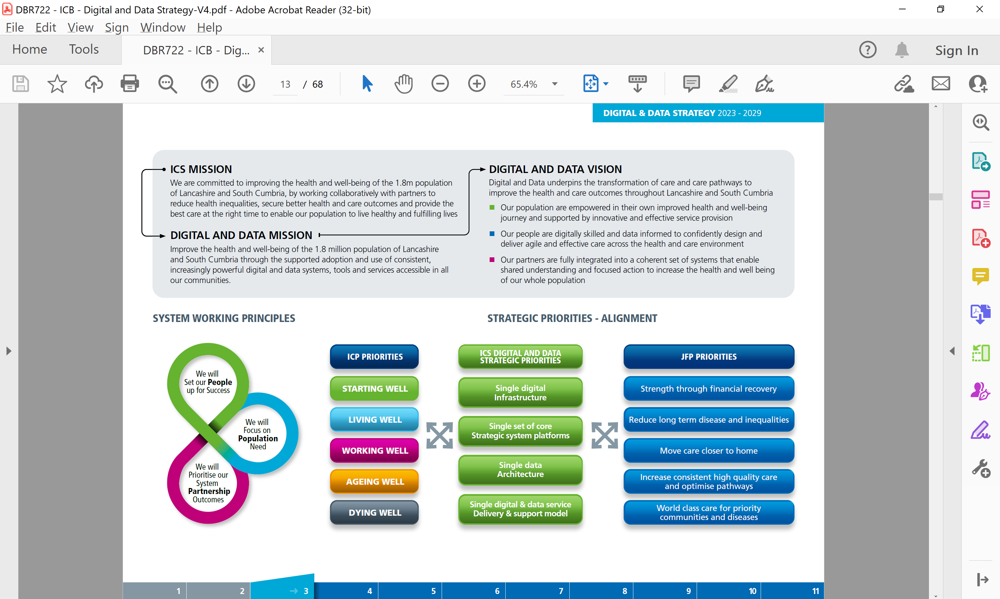 DBR722 - ICB - Digital and Data Strategy-V4.pdf - Adobe Acrobat Reader (32-bit)
File Edit View Sign Window Help
Home Tools DBR722 - ICB - Dig... × Sign In
13 / 68 65.4%
DIGITAL & DATA STRATEGY 2023 - 2029
ICS MISSION
We are committed to improving the health and well-being of the 1.8m population
of Lancashire and South Cumbria, by working collaboratively with partners to
reduce health inequalities, secure better health and care outcomes and provide the
best care at the right time to enable our population to live healthy and fulfilling lives
DIGITAL AND DATA MISSION
Improve the health and well-being of the 1.8 million population of Lancashire
and South Cumbria through the supported adoption and use of consistent,
increasingly powerful digital and data systems, tools and services accessible in all
our communities.
DIGITAL AND DATA VISION
Digital and Data underpins the transformation of care and care pathways to
improve the health and care outcomes throughout Lancashire and South Cumbria
Our population are empowered in their own improved health and well-being
journey and supported by innovative and effective service provision
Our people are digitally skilled and data informed to confidently design and
deliver agile and effective care across the health and care environment
Our partners are fully integrated into a coherent set of systems that enable
shared understanding and focused action to increase the health and well being
of our whole population
SYSTEM WORKING PRINCIPLES
We will
Set our People
up for Success
We will
Focus on
Population
Need
We will
Prioritise our
System
Partnership
Outcomes
STRATEGIC PRIORITIES - ALIGNMENT
ICP PRIORITIES
STARTING WELL
LIVING WELL
WORKING WELL
AGEING WELL
DYING WELL
ICS DIGITAL AND DATA
STRATEGIC PRIORITIES
Single digital
Infrastructure
Single set of core
Strategic system platforms
Single data
Architecture
Single digital & data service
Delivery & support model
JFP PRIORITIES
Strength through financial recovery
Reduce long term disease and inequalities
Move care closer to home
Increase consistent high quality care
and optimise pathways
World class care for priority
communities and diseases
1 2 → 3 4 5 6 7 8 9 10 11